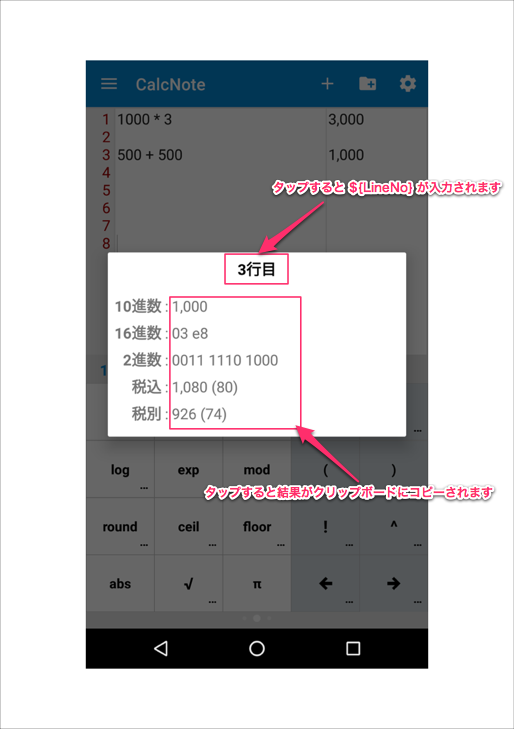 CalcNote
1 1000 * 3 3,000
2
3 500 + 500 1,000
4
5
6
7
8
タップすると ${LineNo} が入力されます
3行目
10進数 : 1,000
16進数 : 03 e8
2進数 : 0011 1110 1000
税込 : 1,080 (80)
税別 : 926 (74)
1
...
log ... exp mod ( )
タップすると結果がクリップボードにコピーされます
round ... ceil ... floor ... ! ... ^ ...
abs √ ... π ← ... → ...